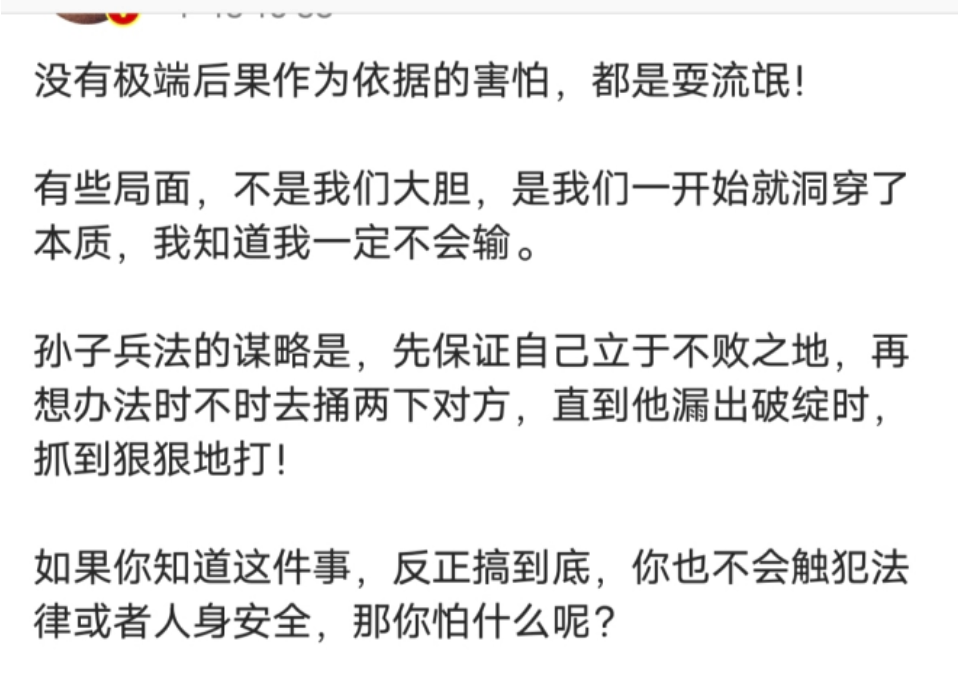 没有极端后果作为依据的害怕，都是耍流氓！
有些局面，不是我们大胆，是我们一开始就洞穿了
本质，我知道我一定不会输。
孙子兵法的谋略是，先保证自己立于不败之地，再
想办法时不时去捅两下对方，直到他漏出破绽时，
抓到狠狠地打！
如果你知道这件事，反正搞到底，你也不会触犯法
律或者人身安全，那你怕什么呢？